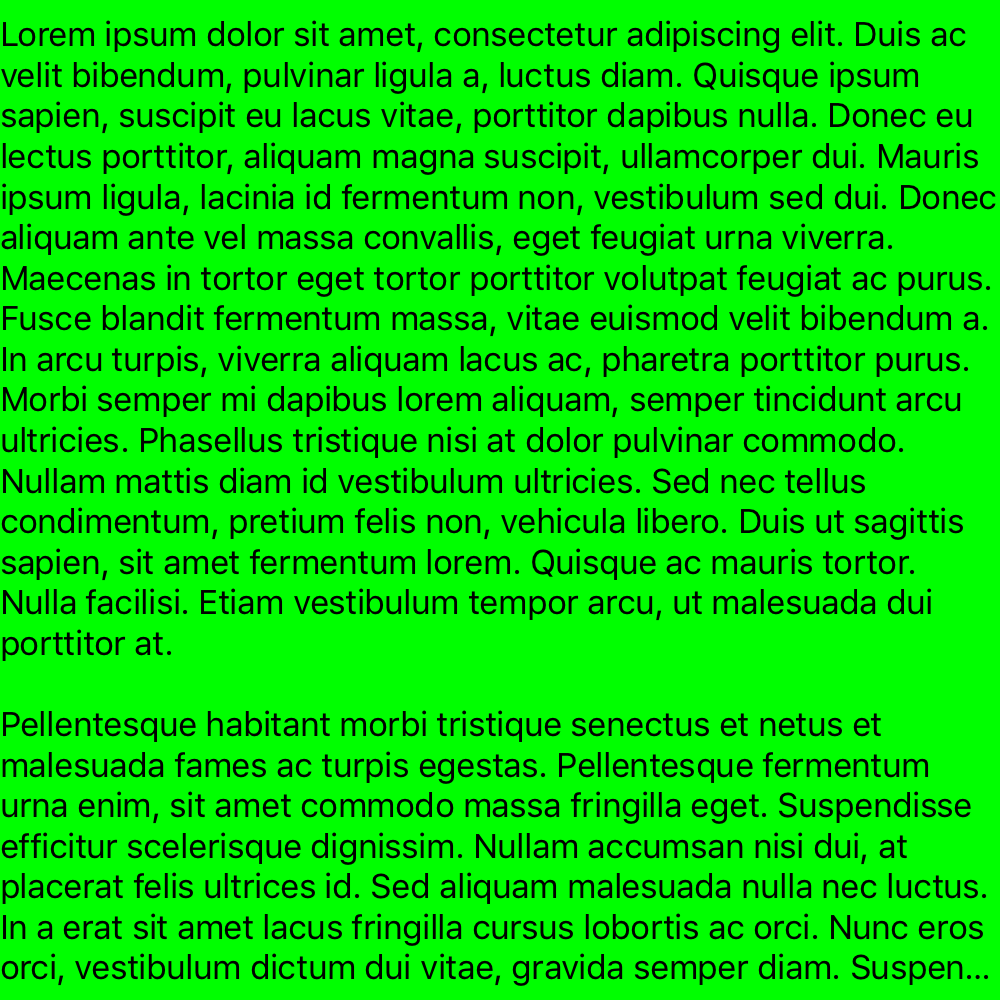 Lorem ipsum dolor sit amet, consectetur adipiscing elit. Duis ac
velit bibendum, pulvinar ligula a, luctus diam. Quisque ipsum
sapien, suscipit eu lacus vitae, porttitor dapibus nulla. Donec eu
lectus porttitor, aliquam magna suscipit, ullamcorper dui. Mauris
ipsum ligula, lacinia id fermentum non, vestibulum sed dui. Donec
aliquam ante vel massa convallis, eget feugiat urna viverra.
Maecenas in tortor eget tortor porttitor volutpat feugiat ac purus.
Fusce blandit fermentum massa, vitae euismod velit bibendum a.
In arcu turpis, viverra aliquam lacus ac, pharetra porttitor purus.
Morbi semper mi dapibus lorem aliquam, semper tincidunt arcu
ultricies. Phasellus tristique nisi at dolor pulvinar commodo.
Nullam mattis diam id vestibulum ultricies. Sed nec tellus
condimentum, pretium felis non, vehicula libero. Duis ut sagittis
sapien, sit amet fermentum lorem. Quisque ac mauris tortor.
Nulla facilisi. Etiam vestibulum tempor arcu, ut malesuada dui
porttitor at.

Pellentesque habitant morbi tristique senectus et netus et
malesuada fames ac turpis egestas. Pellentesque fermentum
urna enim, sit amet commodo massa fringilla eget. Suspendisse
efficitur scelerisque dignissim. Nullam accumsan nisi dui, at
placerat felis ultrices id. Sed aliquam malesuada nulla nec luctus.
In a erat sit amet lacus fringilla cursus lobortis ac orci. Nunc eros
orci, vestibulum dictum dui vitae, gravida semper diam. Suspen...